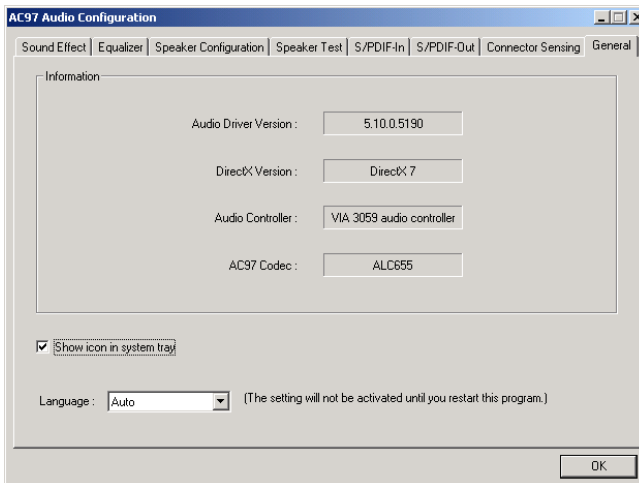 AC97 Audio Configuration
Sound Effect Equalizer Speaker Configuration Speaker Test S/PDIF-In S/PDIF-Out Connector Sensing General
Information
Audio Driver Version : 5.10.0.5190
DirectX Version : DirectX 7
Audio Controller : VIA 3059 audio controller
AC97 Codec : ALC655
Show icon in system tray
Language : Auto (The setting will not be activated until you restart this program.)
OK